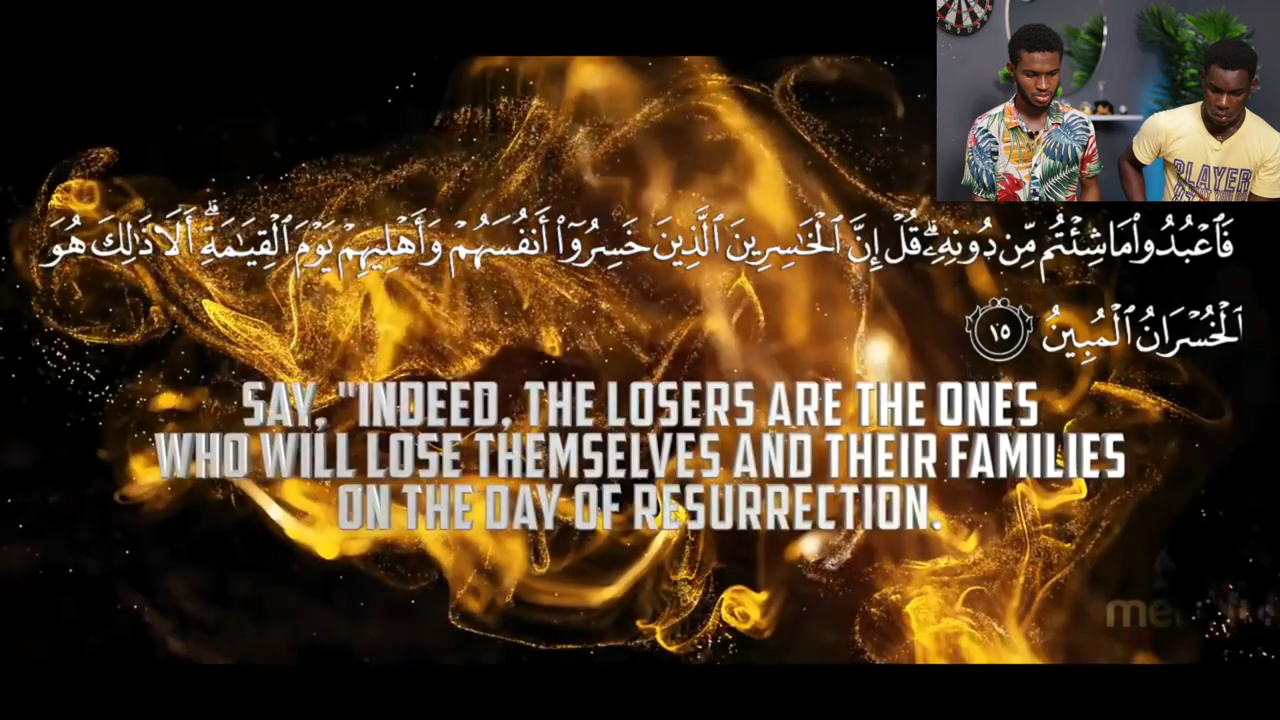 فَٱعْبُدُوا۟ مَا شِئْتُم مِّن دُونِهِۦ ۗ قُلْ إِنَّ ٱلْخَٰسِرِينَ ٱلَّذِينَ خَسِرُوٓا۟ أَنفُسَهُمْ وَأَهْلِيهِمْ يَوْمَ ٱلْقِيَٰمَةِ ۗ أَلَا ذَٰلِكَ هُوَ
ٱلْخُسْرَانُ ٱلْمُبِينُ ١٥
SAY, "INDEED, THE LOSERS ARE THE ONES
WHO WILL LOSE THEMSELVES AND THEIR FAMILIES
ON THE DAY OF RESURRECTION.
PLAYER